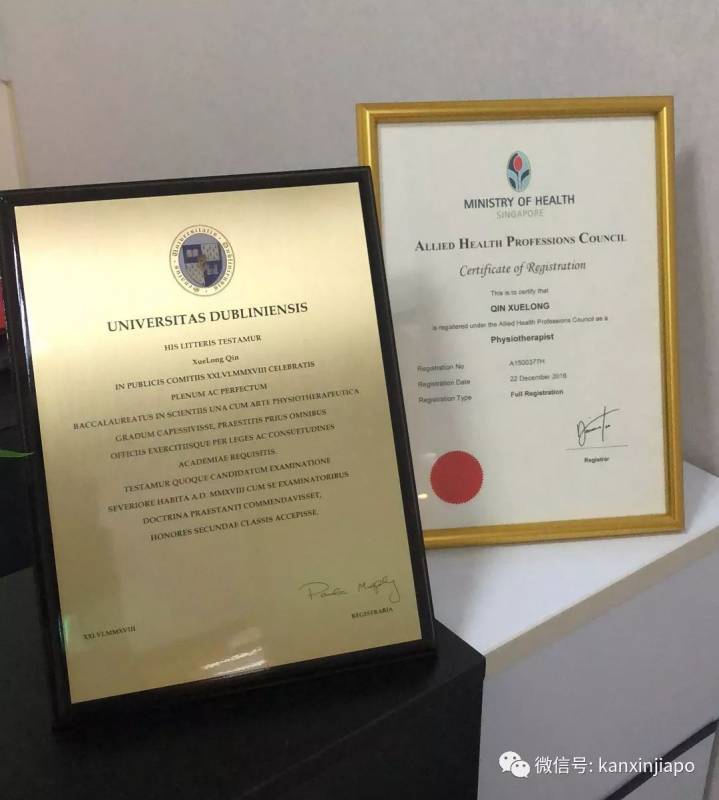 Universitatis Dubliniensis
UNIVERSITAS DUBLINIENSIS
HIS LITTERIS TESTAMUR
XueLong Qin
IN PUBLICIS COMITIIS XXI.VI.MMXVIII CELEBRATIS
PLENUM AC PERFECTUM
BACCALAUREATUS IN SCIENTIIS UNA CUM ARTE PHYSIOTHERAPEUTICA
GRADUM CAPESSIVISSE, PRAESTITIS PRIUS OMNIBUS
OFFICIIS EXERCITIISQUE PER LEGES AC CONSUETUDINES
ACADEMIAE REQUISITIS.
TESTAMUR QUOQUE CANDIDATUM EXAMINATIONE
SEVERIORE HABITA A.D. MMXVIII CUM SE EXAMINATORIBUS
DOCTRINA PRAESTANTI COMMENDAVISSET,
HONORES SECUNDAE CLASSIS ACCEPISSE.
REGISTRARIA
XXI.VI.MMXVIII
MINISTRY OF HEALTH
SINGAPORE
ALLIED HEALTH PROFESSIONS COUNCIL
Certificate of Registration
This is to certify that
QIN XUELONG
is registered under the Allied Health Professions Council as a
Physiotherapist
Registration No A1500377H
Registration Date 22 December 2016
Registration Type Full Registration
Registrar
微信号: kanxinjiapo